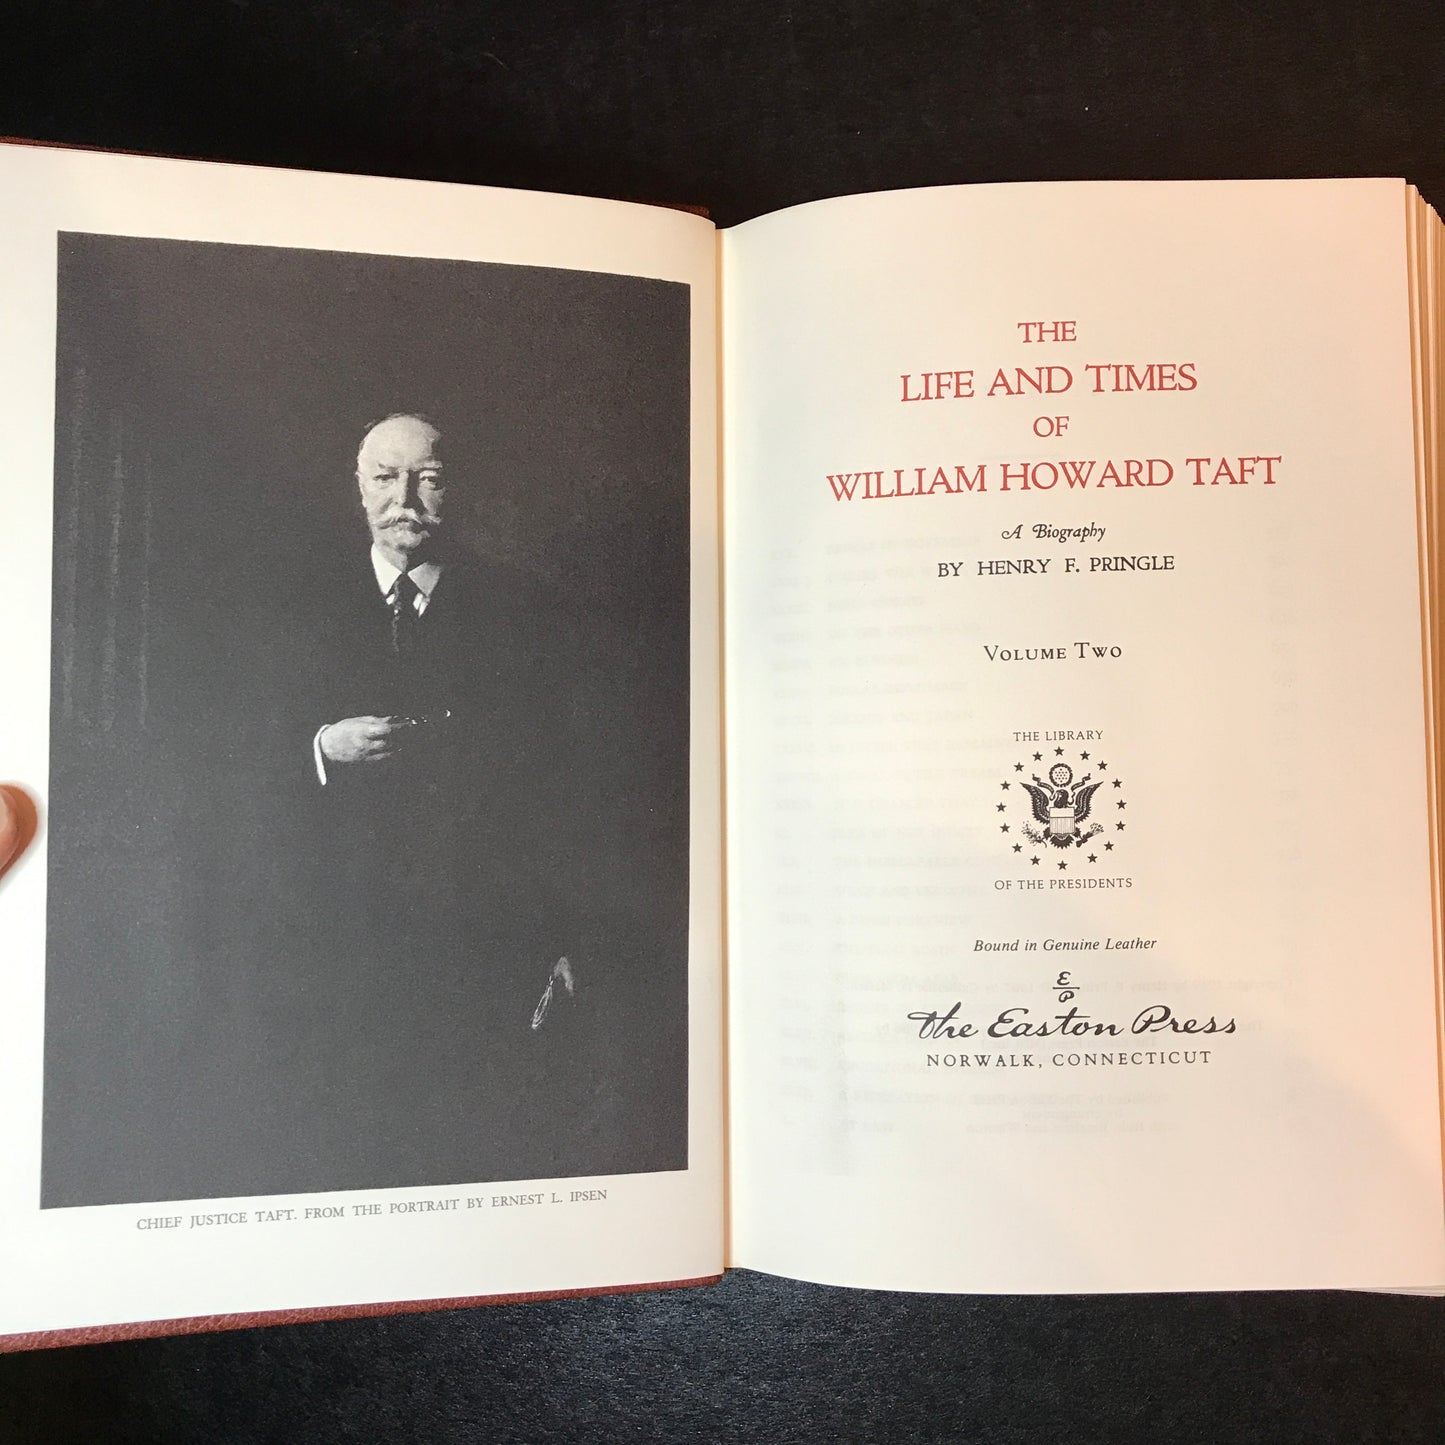 CHIEF JUSTICE TAFT. FROM THE PORTRAIT BY ERNEST L. IPSEN
THE
LIFE AND TIMES
OF
WILLIAM HOWARD TAFT
A Biography
BY HENRY F. PRINGLE
VOLUME TWO
THE LIBRARY
OF THE PRESIDENTS
Bound in Genuine Leather
E
P
The Easton Press
NORWALK, CONNECTICUT